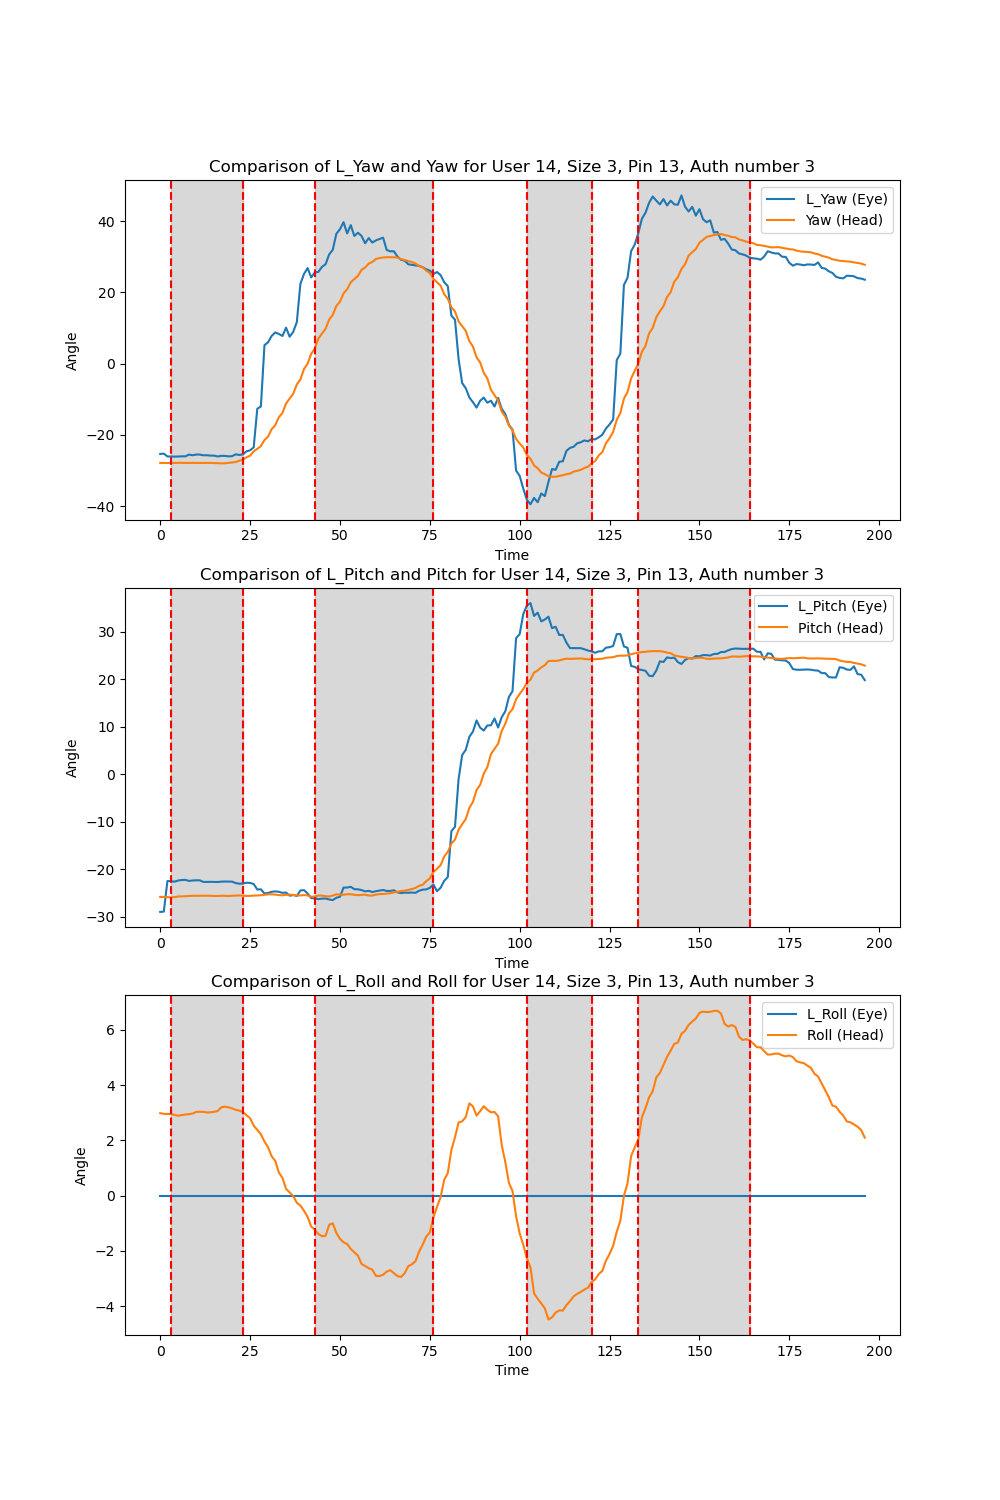 Comparison of L_Yaw and Yaw for User 14, Size 3, Pin 13, Auth number 3
L_Yaw (Eye)
Yaw (Head)
40
20
0
−20
−40
Angle
0 25 50 75 100 125 150 175 200
Time
Comparison of L_Pitch and Pitch for User 14, Size 3, Pin 13, Auth number 3
L_Pitch (Eye)
Pitch (Head)
30
20
10
0
−10
−20
−30
Angle
0 25 50 75 100 125 150 175 200
Time
Comparison of L_Roll and Roll for User 14, Size 3, Pin 13, Auth number 3
L_Roll (Eye)
Roll (Head)
6
4
2
0
−2
−4
Angle
0 25 50 75 100 125 150 175 200
Time